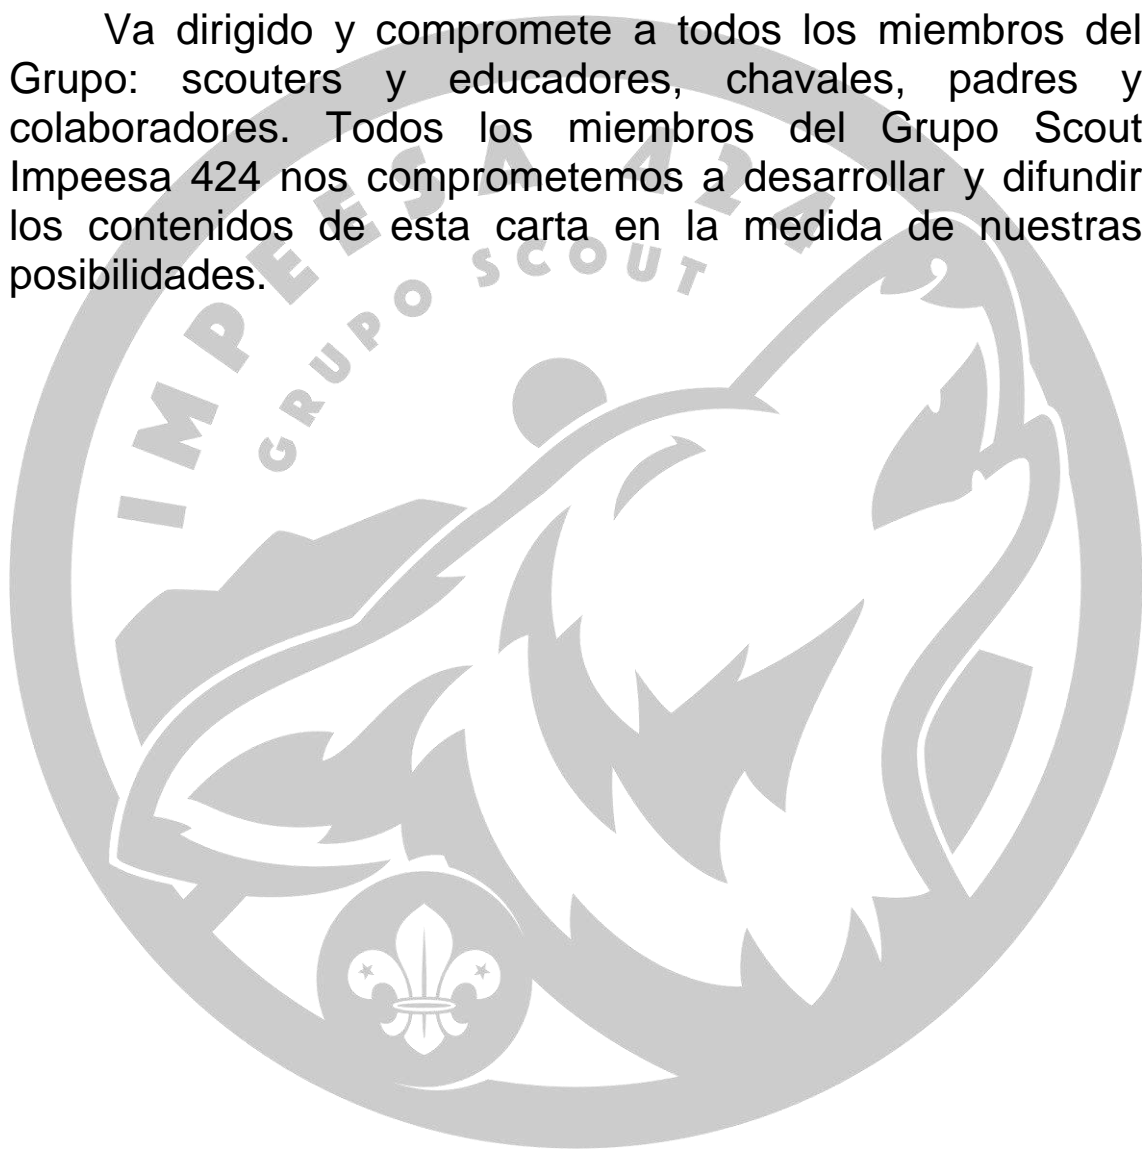 Va dirigido y compromete a todos los miembros del
Grupo: scouters y educadores, chavales, padres y
colaboradores. Todos los miembros del Grupo Scout
Impeesa 424 nos comprometemos a desarrollar y difundir
los contenidos de esta carta en la medida de nuestras
posibilidades.
IMPEESA 424
GRUPO SCOUT